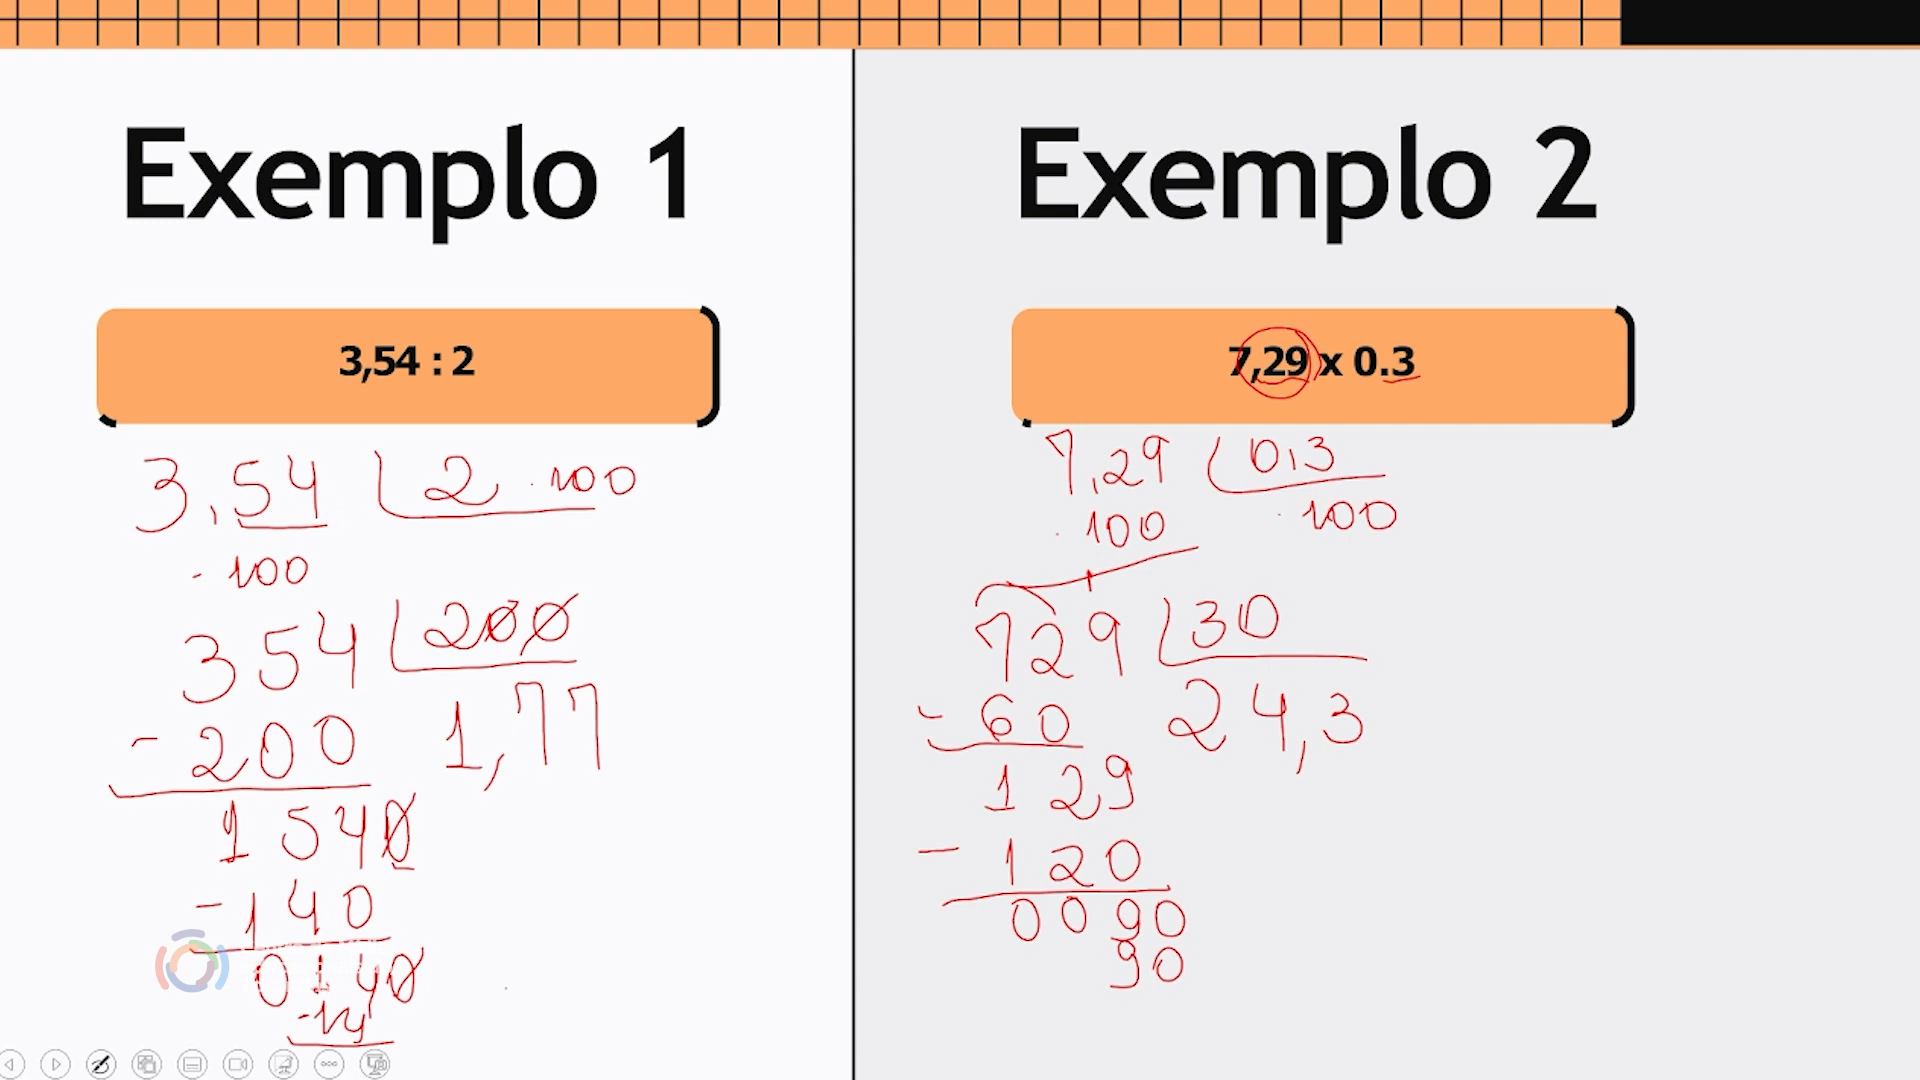 Exemplo 1
3,54 : 2
3,54 2 . 100
. 100
354 200
- 200 1,77
1540
- 140
0140
- 14
Exemplo 2
7,29 x 0.3
7,29 0,3
. 100 . 100
729 30
- 60 24,3
129
- 120
0090
90